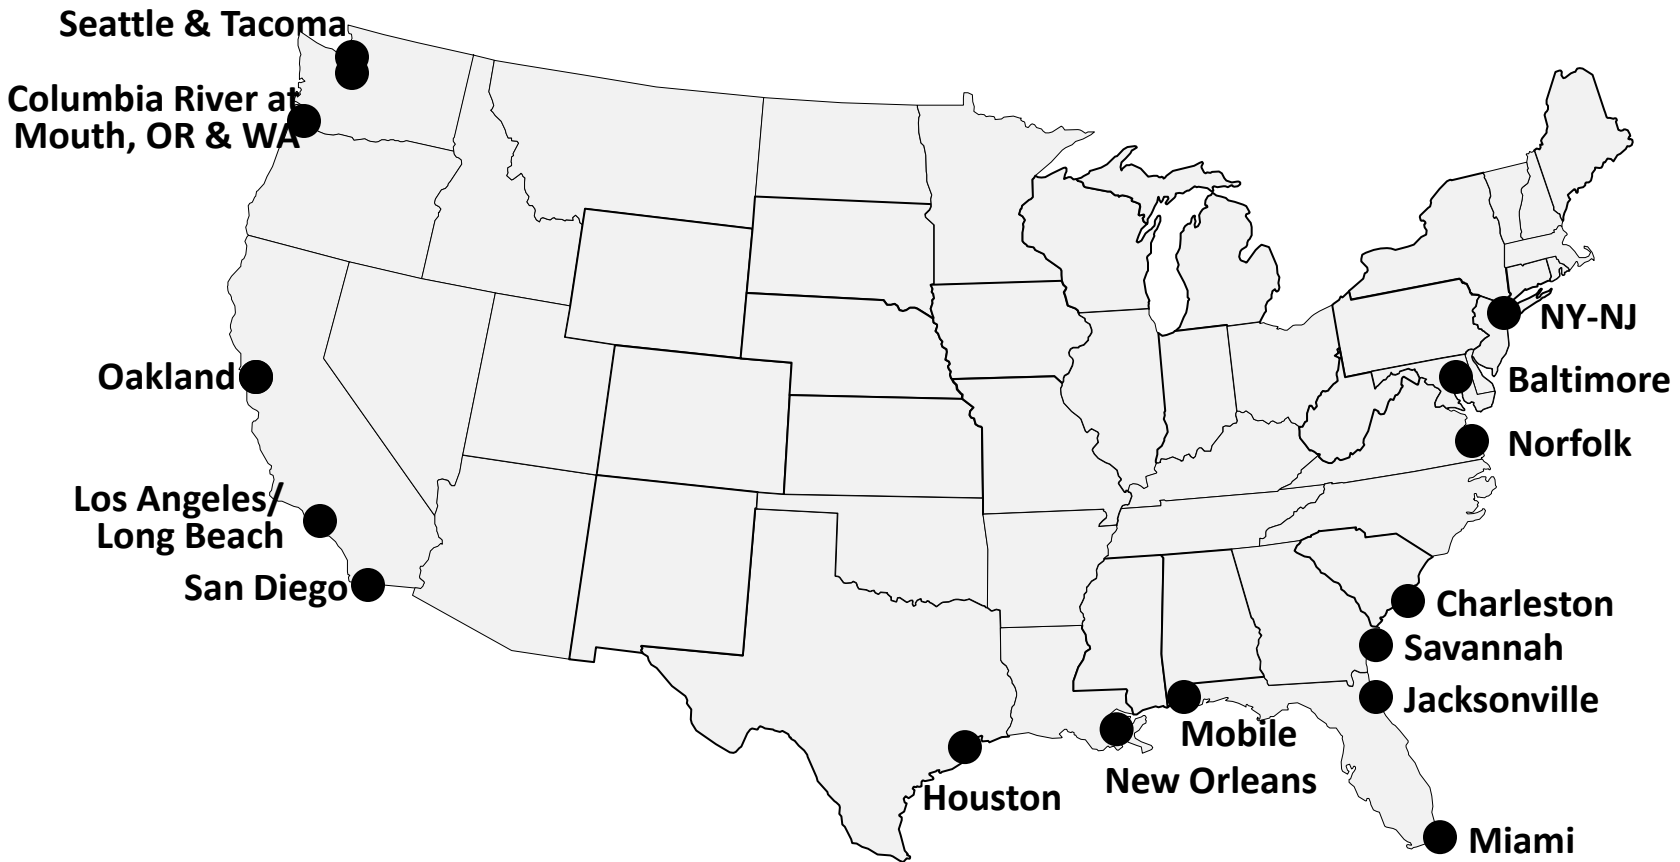 Seattle & Tacoma
Columbia River at
Mouth, OR & WA
Oakland
Los Angeles/
Long Beach
San Diego
NY-NJ
Baltimore
Norfolk
Charleston
Savannah
Jacksonville
Mobile
New Orleans
Houston
Miami